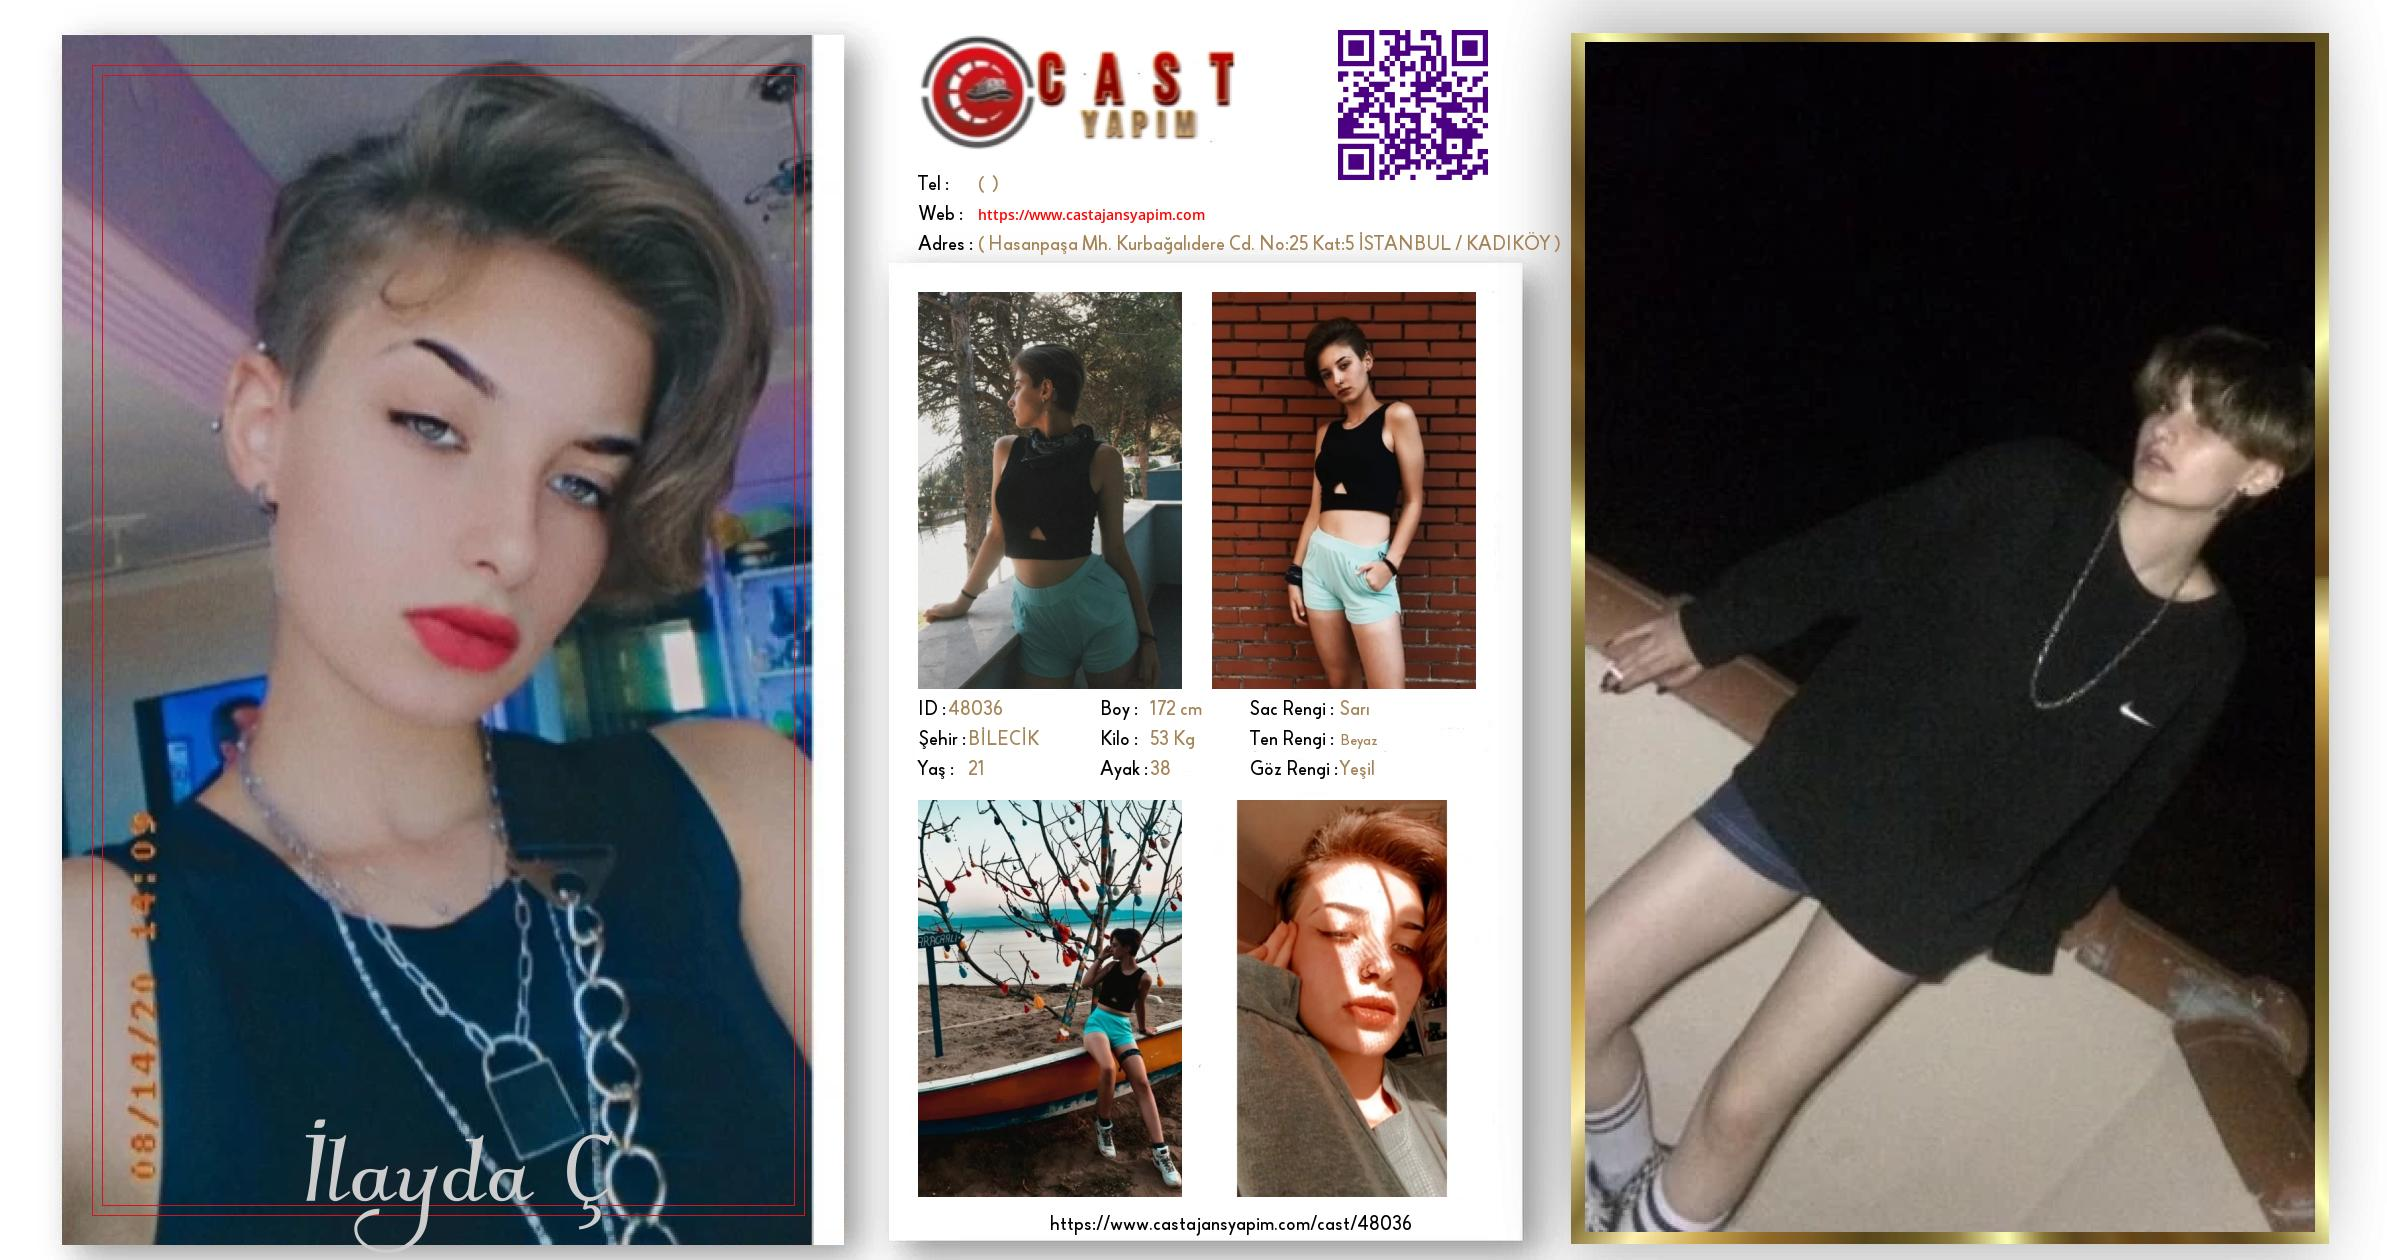 08/14/20 14:09
İlayda Ç
CAST
YAPIM
Tel : ( )
Web : https://www.castajansyapim.com
Adres : ( Hasanpaşa Mh. Kurbağalıdere Cd. No:25 Kat:5 İSTANBUL / KADIKÖY )
ID : 48036 Boy : 172 cm Sac Rengi : Sarı
Şehir : BİLECİK Kilo : 53 Kg Ten Rengi : Beyaz
Yaş : 21 Ayak : 38 Göz Rengi : Yeşil
https://www.castajansyapim.com/cast/48036